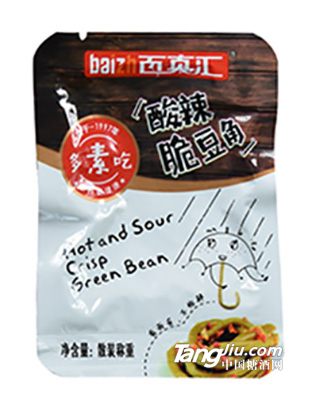 baizh百真汇
酸辣
脆豆角
多素吃
Hot and Sour
Crisp
Green Bean
净含量: 散装称重
TangJiu.com
中国糖酒网